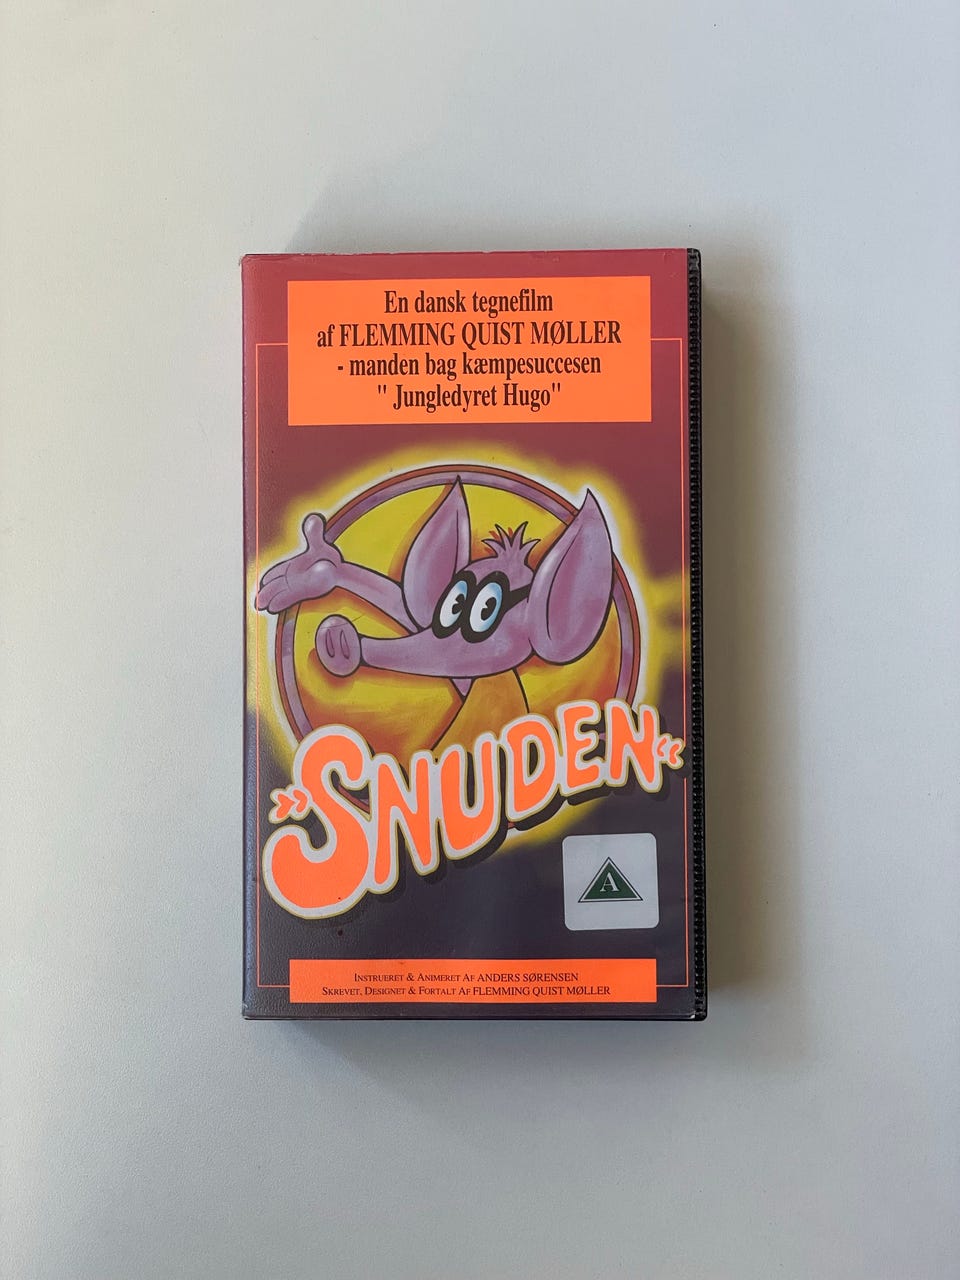 En dansk tegnefilm
af FLEMMING QUIST MØLLER
- manden bag kæmpesuccesen
" Jungledyret Hugo"
»SNUDEN«
A
INSTRUERET & ANIMERET AF ANDERS SØRENSEN
SKREVET, DESIGNET & FORTALT AF FLEMMING QUIST MØLLER